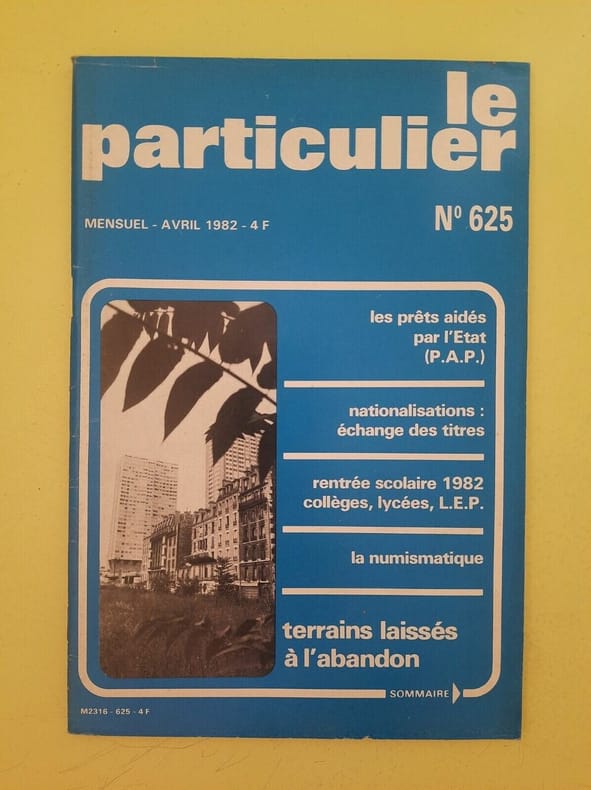 le
particulier
MENSUEL - AVRIL 1982 - 4 F
N° 625
les prêts aidés
par l'Etat
(P.A.P.)
nationalisations :
échange des titres
rentrée scolaire 1982
collèges, lycées, L.E.P.
la numismatique
terrains laissés
à l'abandon
SOMMAIRE
M2316 - 625 - 4 F